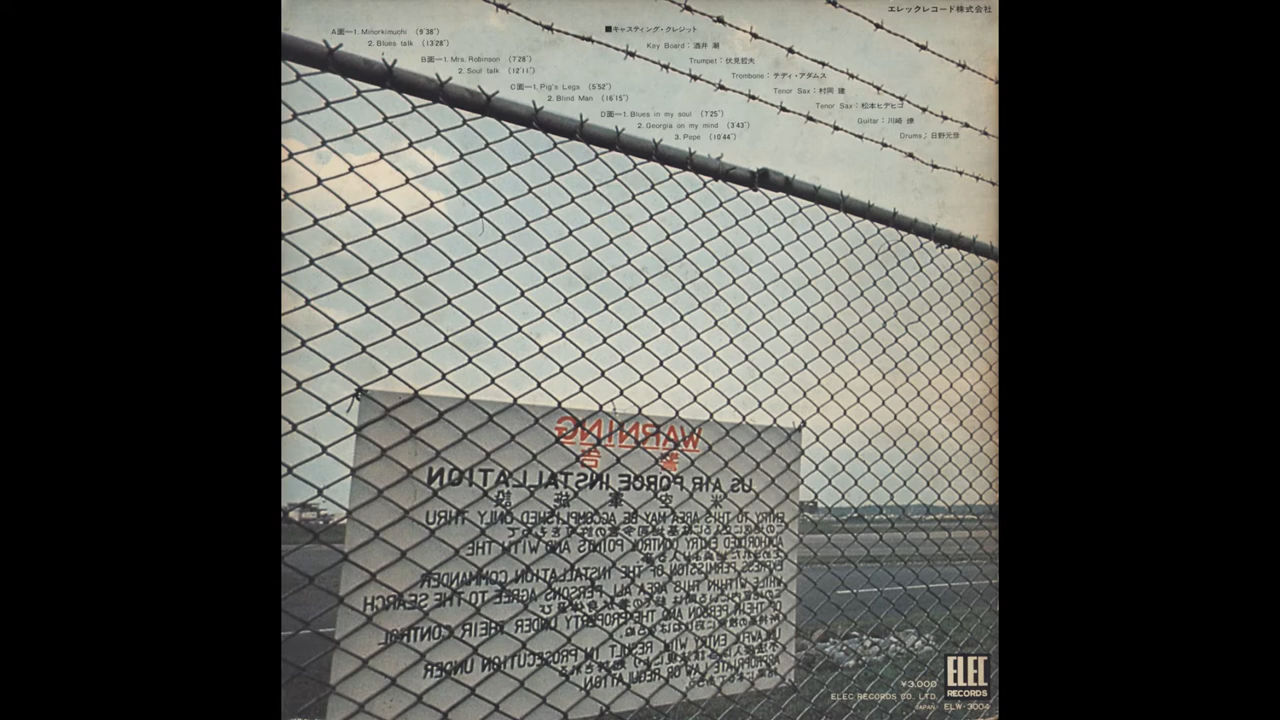 エレックレコード株式会社
A面—1. Minorkimuchi (9'38")
2. Blues talk (13'28")
B面—1. Mrs. Robinson (7'28")
2. Soul talk (12'11")
C面—1. Pig's Legs (5'52")
2. Blind Man (16'15")
D面—1. Blues in my soul (7'25")
2. Georgia on my mind (3'43")
3. Pepe (10'44")
■キャスティング・クレジット
Key Board：酒井 潮
Trumpet：伏見哲夫
Trombone：テディ・アダムス
Tenor Sax：村岡 建
Tenor Sax：松本ヒデヒコ
Guitar：川崎 燎
Drums：日野元彦
WARNING
警告
US AIR FORCE INSTALLATION
米空軍施設
ENTRY TO THIS AREA MAY BE ACCOMPLISHED ONLY THRU
AUTHORIZED ENTRY CONTROL POINTS AND WITH THE
EXPRESS PERMISSION OF THE INSTALLATION COMMANDER
WHILE WITHIN THIS AREA ALL PERSONS AGREE TO THE SEARCH
OF THEIR PERSON AND THE PROPERTY UNDER THEIR CONTROL
UNLAWFUL ENTRY WILL RESULT IN PROSECUTION UNDER
APPROPRIATE LAW OR REGULATION
ELEC
RECORDS
¥3,000
ELEC RECORDS CO. LTD.
JAPAN ELW-3004